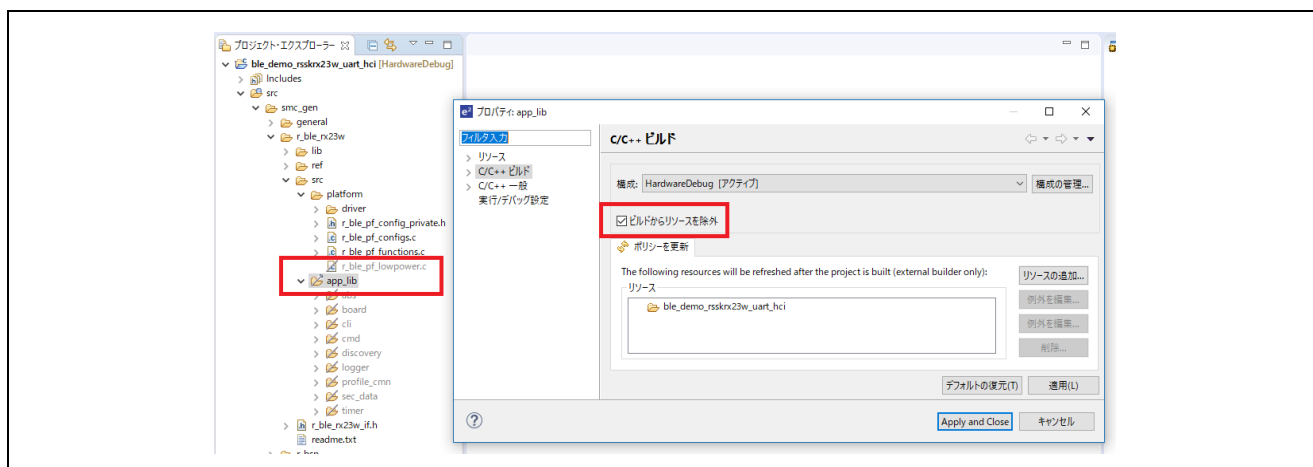 プロジェクト・エクスプローラー
ble_demo_rsskrx23w_uart_hci [HardwareDebug]
Includes
src
smc_gen
general
r_ble_rx23w
lib
ref
src
platform
driver
r_ble_pf_config_private.h
r_ble_pf_configs.c
r_ble_pf_functions.c
r_ble_pf_lowpower.c
app_lib
board
cli
cmd
discovery
logger
profile_cmn
sec_data
timer
r_ble_rx23w_if.h
readme.txt
プロパティ: app_lib
フィルタ入力
リソース
C/C++ ビルド
C/C++ 一般
実行/デバッグ設定
C/C++ ビルド
構成: HardwareDebug [アクティブ]
構成の管理...
ビルドからリソースを除外
ポリシーを更新
The following resources will be refreshed after the project is built (external builder only):
リソース
ble_demo_rsskrx23w_uart_hci
リソースの追加...
例外を編集...
例外を編集...
削除...
デフォルトの復元(T)
適用(L)
Apply and Close
キャンセル